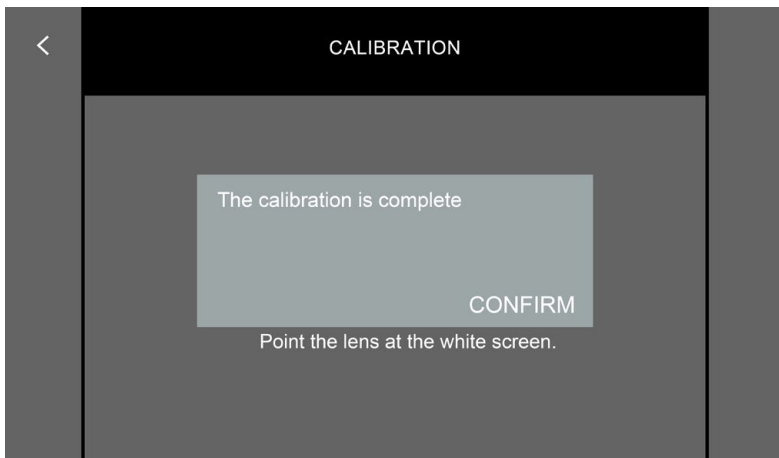 CALIBRATION
The calibration is complete
CONFIRM
Point the lens at the white screen.